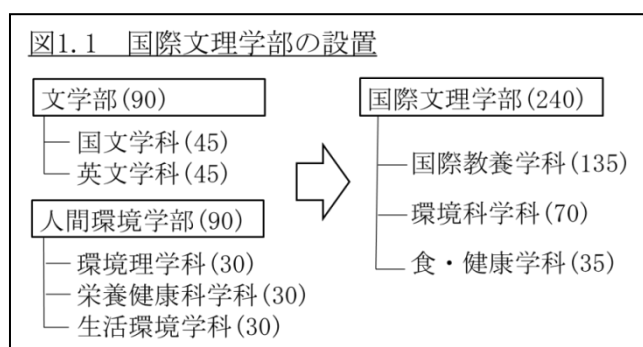 図1.1 国際文理学部の設置
文学部(90)
国文学科(45)
英文学科(45)
人間環境学部(90)
環境理学科(30)
栄養健康科学科(30)
生活環境学科(30)
国際文理学部(240)
国際教養学科(135)
環境科学科(70)
食・健康学科(35)